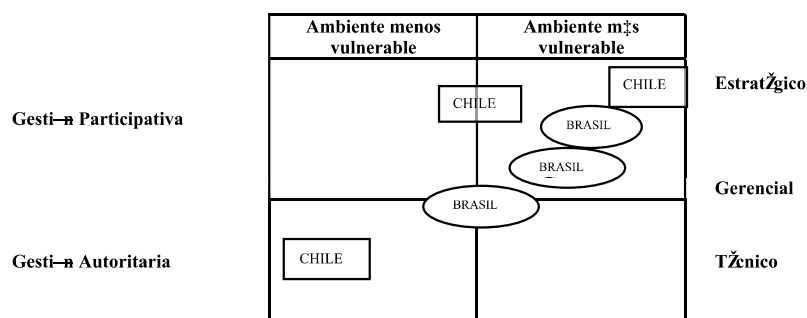 Ambiente menos
vulnerable
Ambiente m‡s
vulnerable
CHILE
EstratŽgico
CHILE
Gesti—n Participativa
BRASIL
BRASIL
Gerencial
BRASIL
CHILE
Gesti—n Autoritaria
TŽcnico